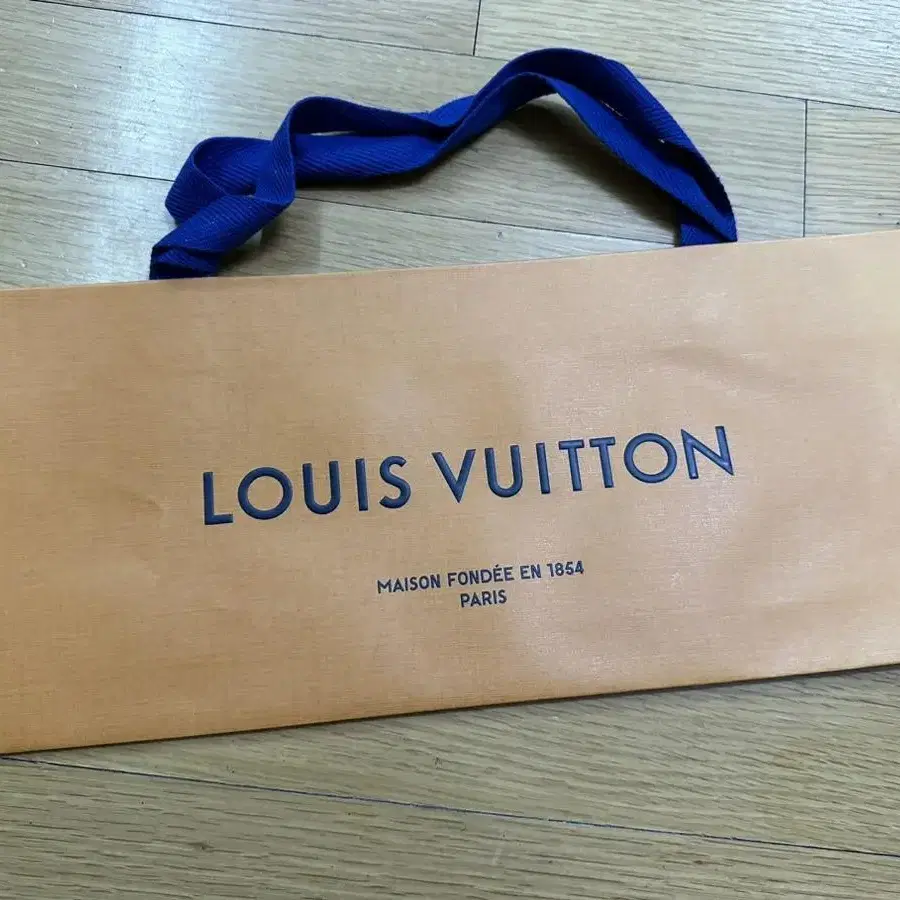 LOUIS VUITTON
MAISON FONDÉE EN 1854
PARIS